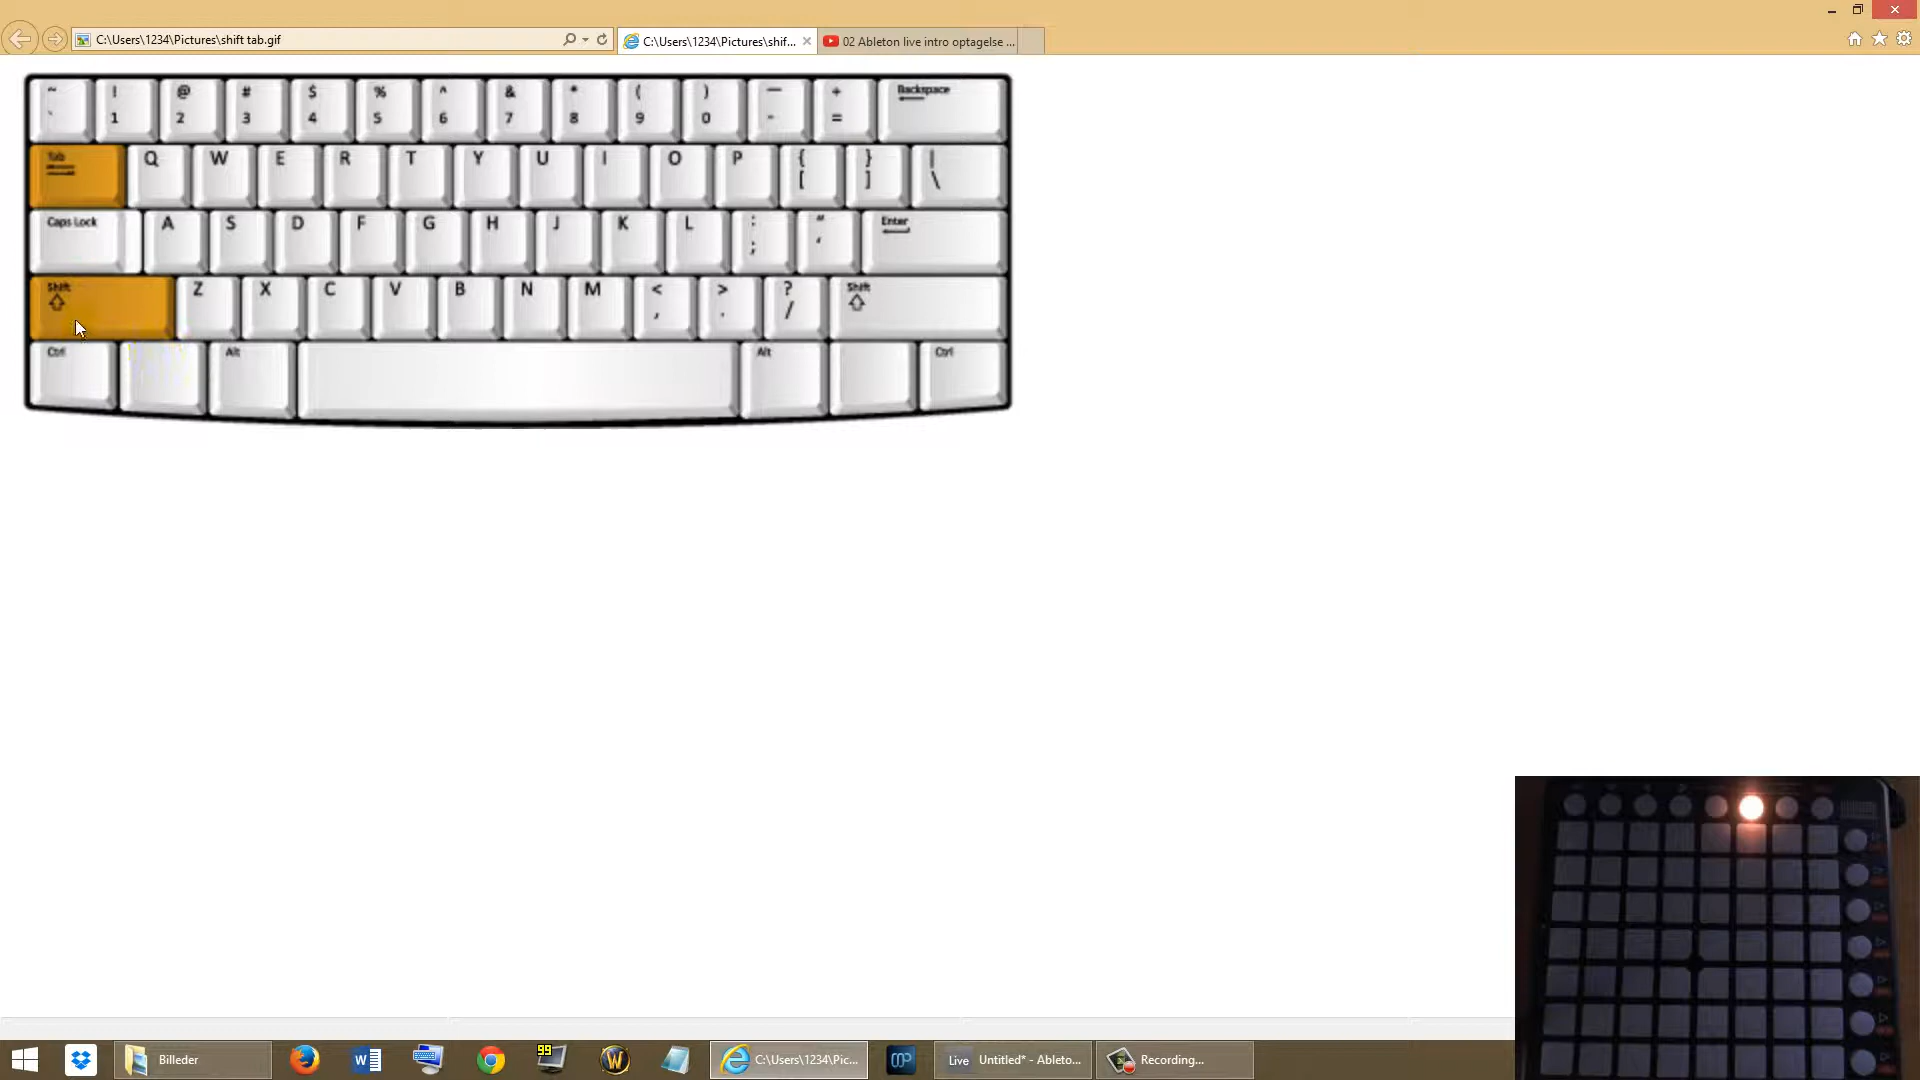 C:\Users\1234\Pictures\shift tab.gif
C:\Users\1234\Pictures\shif...
02 Ableton live intro optagelse ...
~ ! @ # $ % ^ & * ( ) — + Backspace
` 1 2 3 4 5 6 7 8 9 0 - =
Tab Q W E R T Y U I O P { } |
[ ] \
Caps Lock A S D F G H J K L : " Enter
; '
Shift Z X C V B N M < > ? Shift
, . /
Ctrl Alt Alt Ctrl
Billeder
99
C:\Users\1234\Pic...
Live Untitled* - Ableto...
Recording...